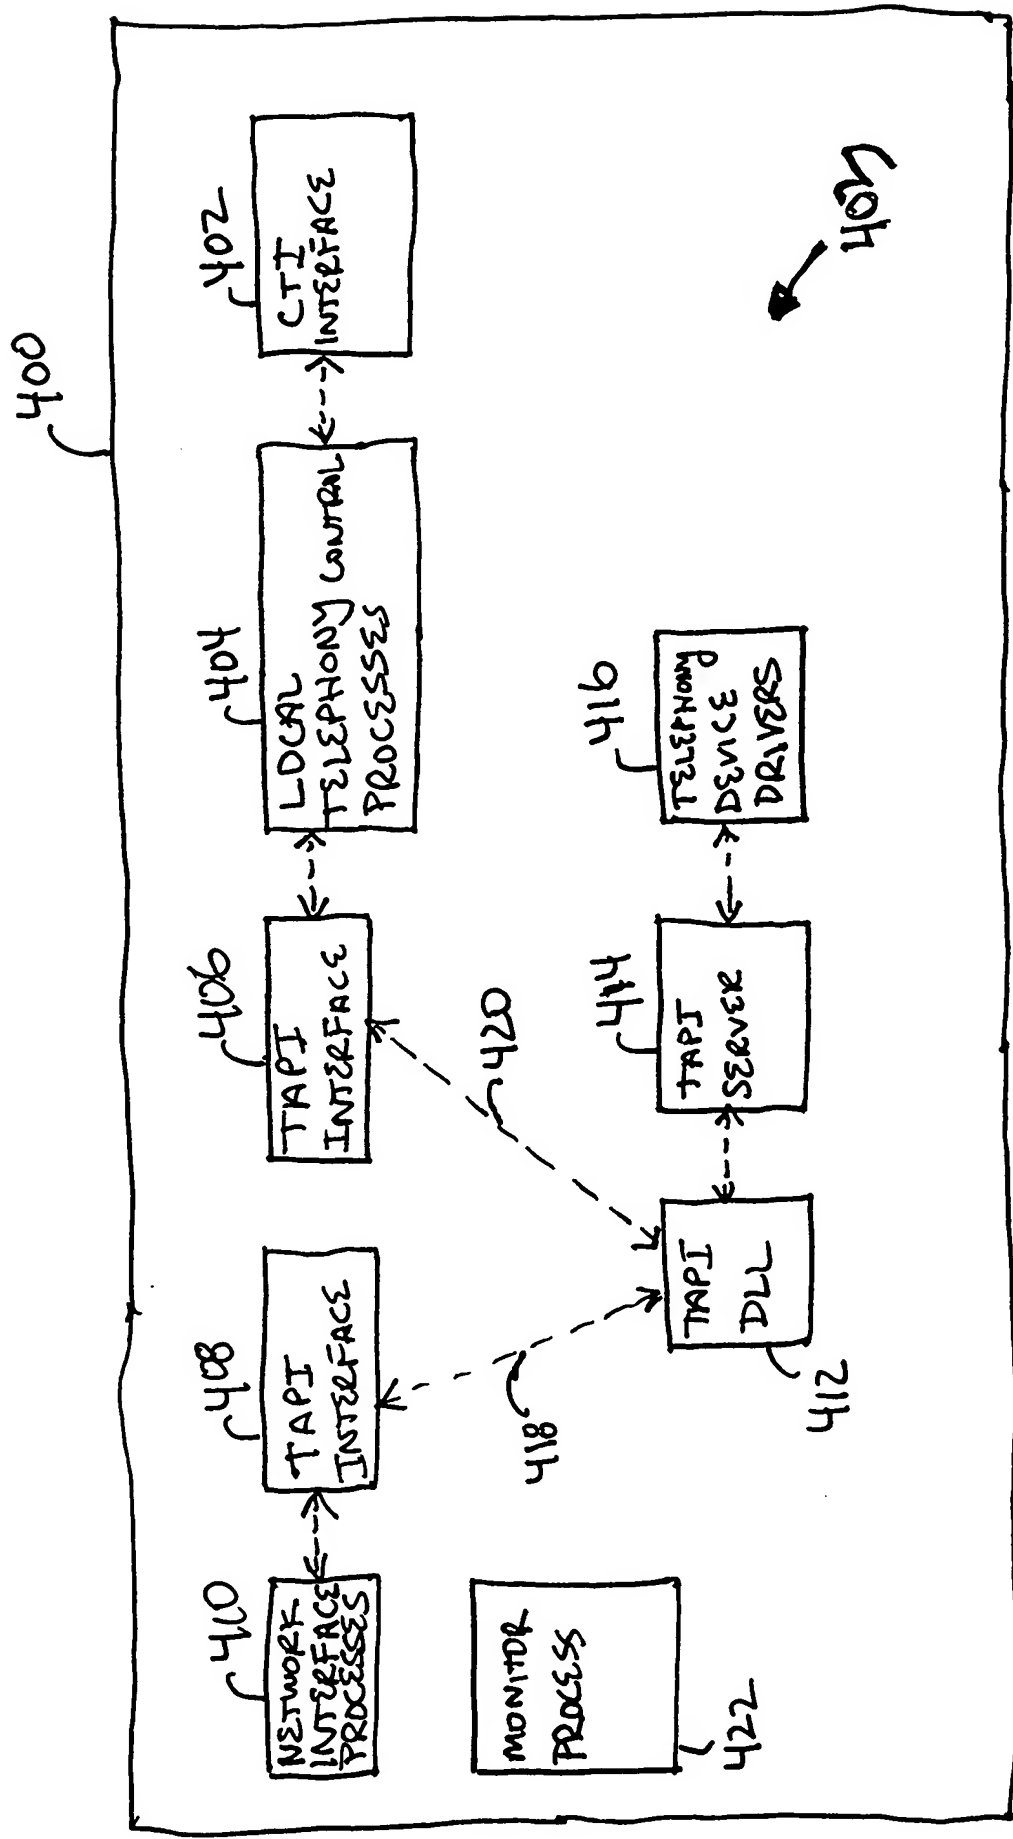 400
410
408
406
404
402
NETWORK
INTERFACE
PROCESSES
TAPI
INTERFACE
TAPI
INTERFACE
LOCAL
TELEPHONY CONTROL
PROCESSES
CTI
INTERFACE
418
420
414
416
MONITOR
PROCESS
TAPI
DLL
TAPI
SERVER
TELEPHONY
DEVICE
DRIVERS
422
412